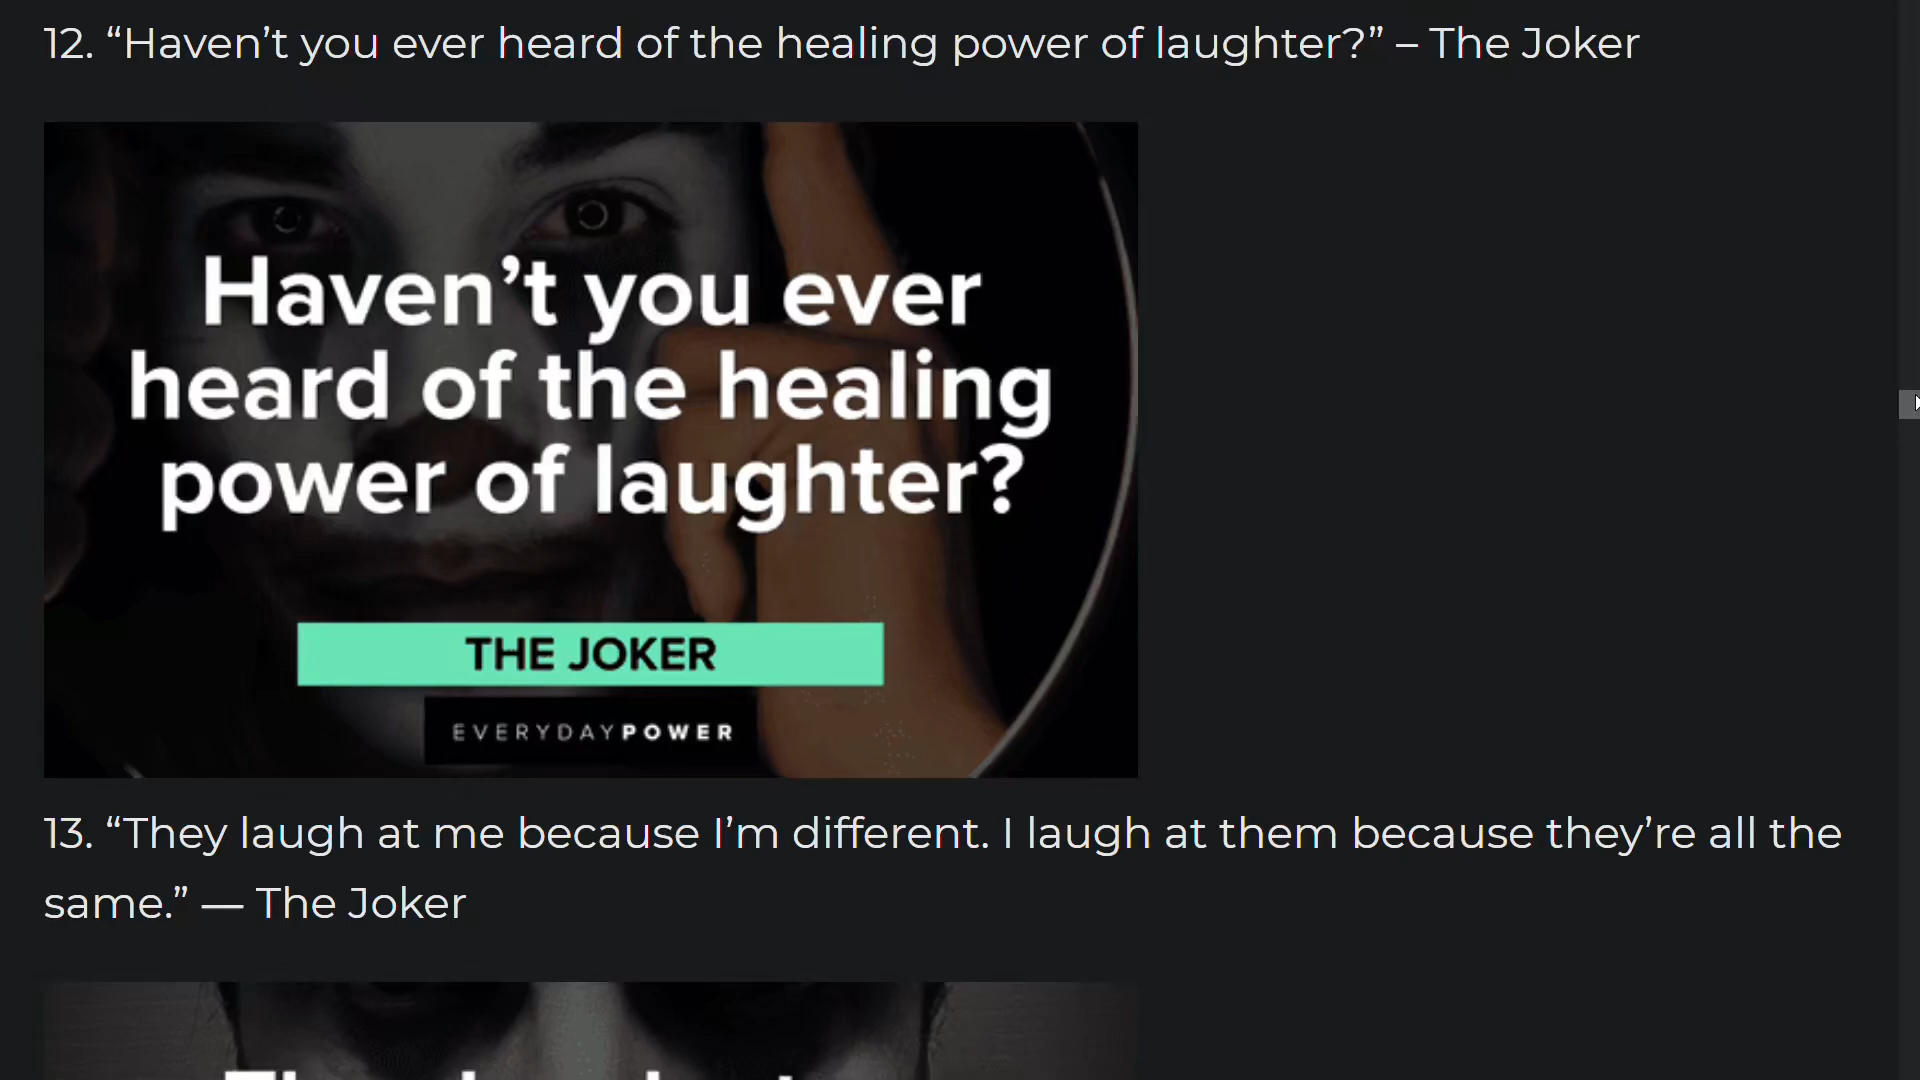 12. “Haven’t you ever heard of the healing power of laughter?” – The Joker
Haven’t you ever
heard of the healing
power of laughter?
THE JOKER
EVERYDAYPOWER
13. “They laugh at me because I’m different. I laugh at them because they’re all the
same.” — The Joker